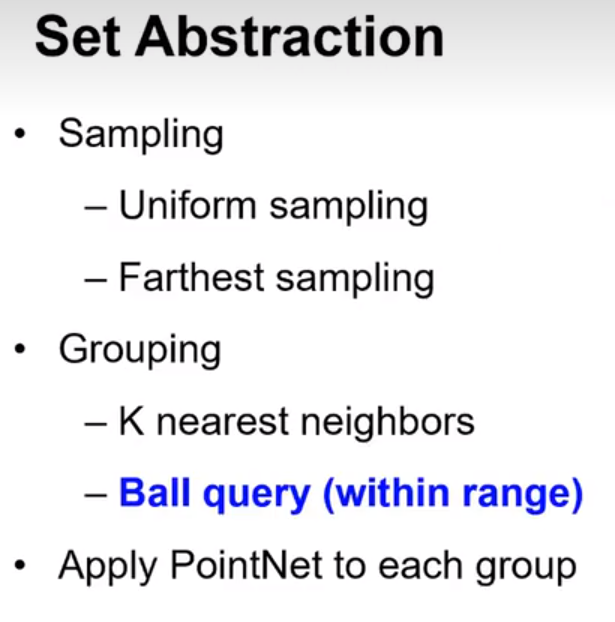 Set Abstraction
• Sampling
– Uniform sampling
– Farthest sampling
• Grouping
– K nearest neighbors
– Ball query (within range)
• Apply PointNet to each group